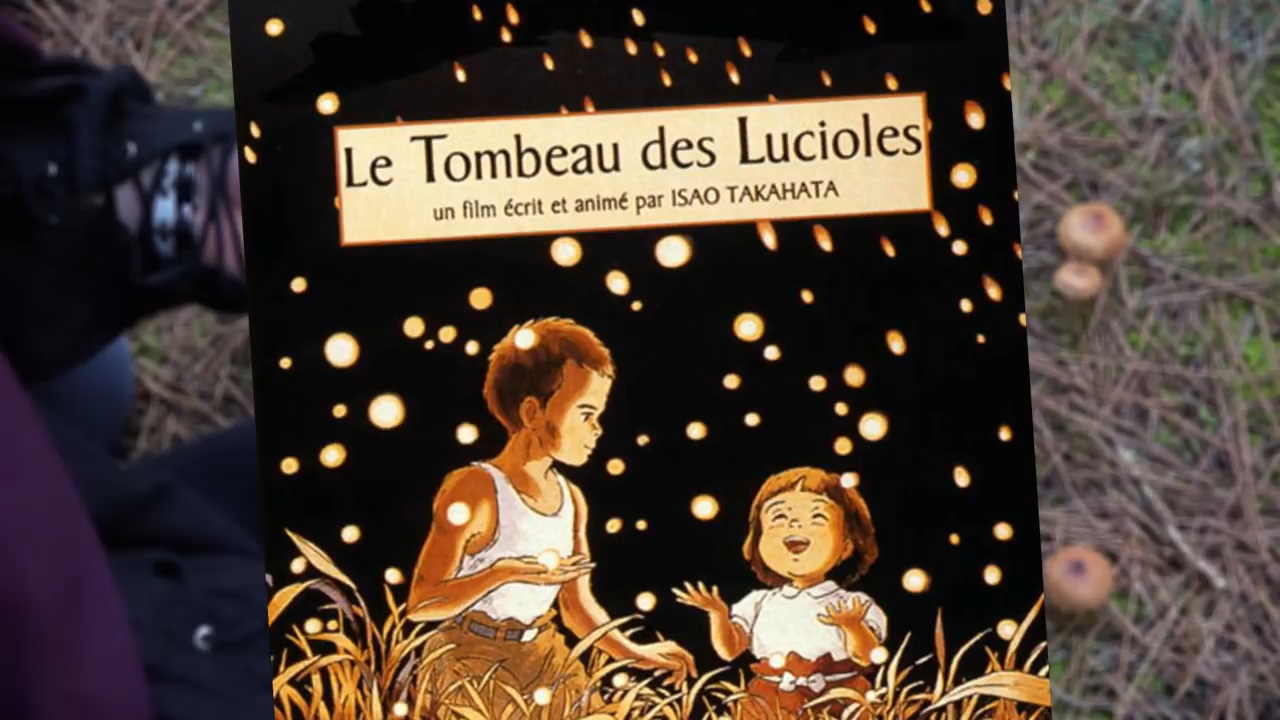 Le Tombeau des Lucioles
un film écrit et animé par ISAO TAKAHATA